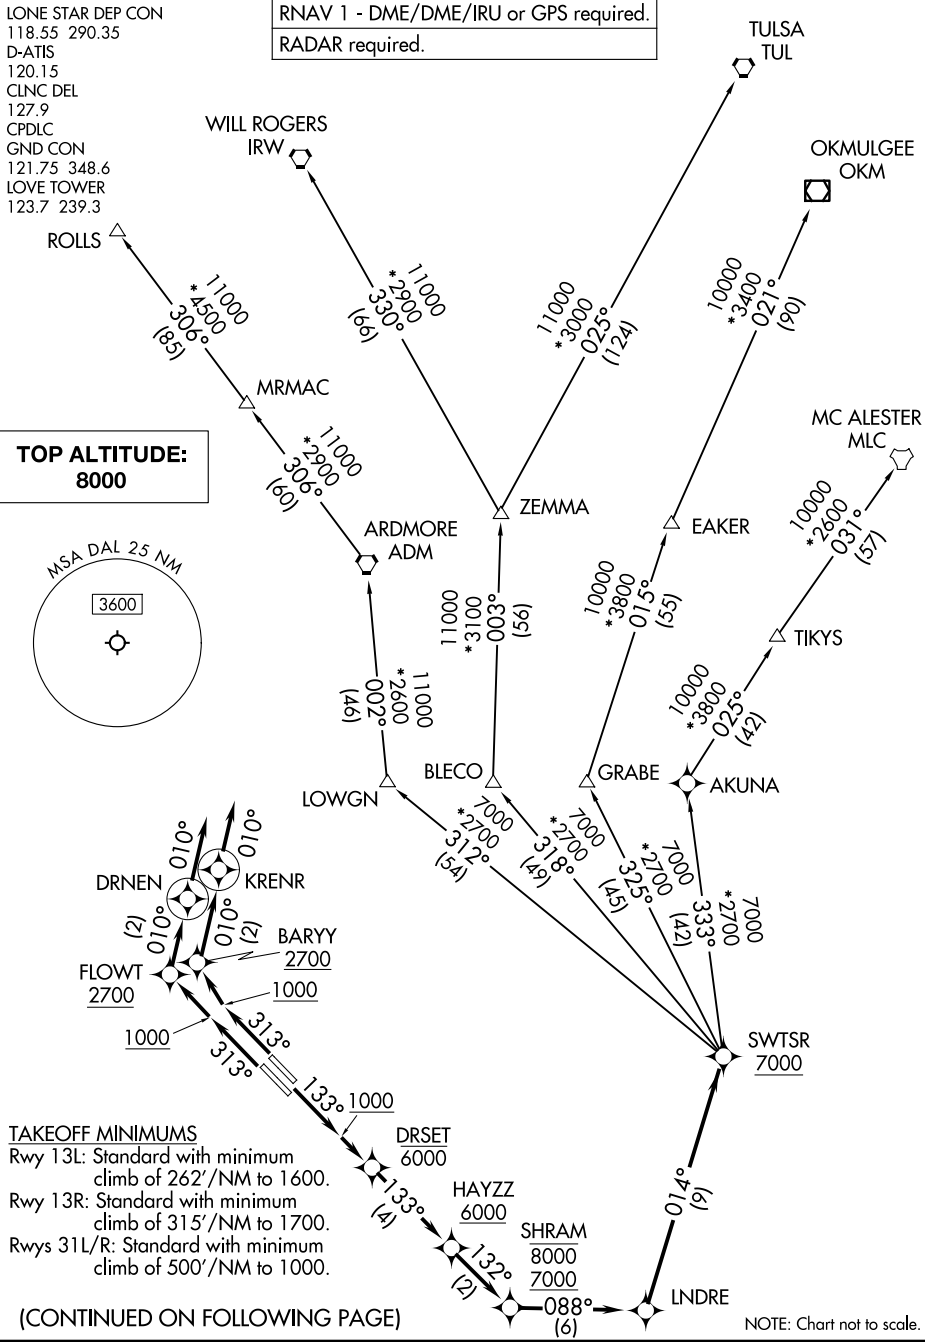 LONE STAR DEP CON
118.55 290.35
D-ATIS
120.15
CLNC DEL
127.9
CPDLC
GND CON
121.75 348.6
LOVE TOWER
123.7 239.3
RNAV 1 - DME/DME/IRU or GPS required.
RADAR required.
TULSA
TUL
WILL ROGERS
IRW
OKMULGEE
OKM
ROLLS
11000
*4500
306°
(85)
11000
*2900
330°
(66)
11000
*3000
025°
(124)
10000
*3400
021°
(90)
MRMAC
TOP ALTITUDE:
8000
11000
*2900
306°
(60)
MC ALESTER
MLC
ARDMORE
ADM
ZEMMA
EAKER
10000
*2600
031°
(57)
MSA DAL 25 NM
3600
11000
*3100
003°
(56)
10000
*3800
015°
(55)
TIKYS
11000
*2600
002°
(46)
10000
*3800
025°
(42)
LOWGN
BLECO
GRABE
AKUNA
7000
*2700
312°
(54)
7000
*2700
318°
(49)
7000
*2700
325°
(45)
7000
*2700
333°
(42)
010°
010°
DRNEN
KRENR
(2)
010°
010°
(2)
BARYY
2700
FLOWT
2700
1000
1000
313°
313°
SWTSR
7000
133°
1000
TAKEOFF MINIMUMS
Rwy 13L: Standard with minimum
climb of 262'/NM to 1600.
Rwy 13R: Standard with minimum
climb of 315'/NM to 1700.
Rwys 31L/R: Standard with minimum
climb of 500'/NM to 1000.
DRSET
6000
133°
(4)
HAYZZ
6000
132°
(2)
SHRAM
8000
7000
088°
(6)
014°
(9)
LNDRE
(CONTINUED ON FOLLOWING PAGE)
NOTE: Chart not to scale.